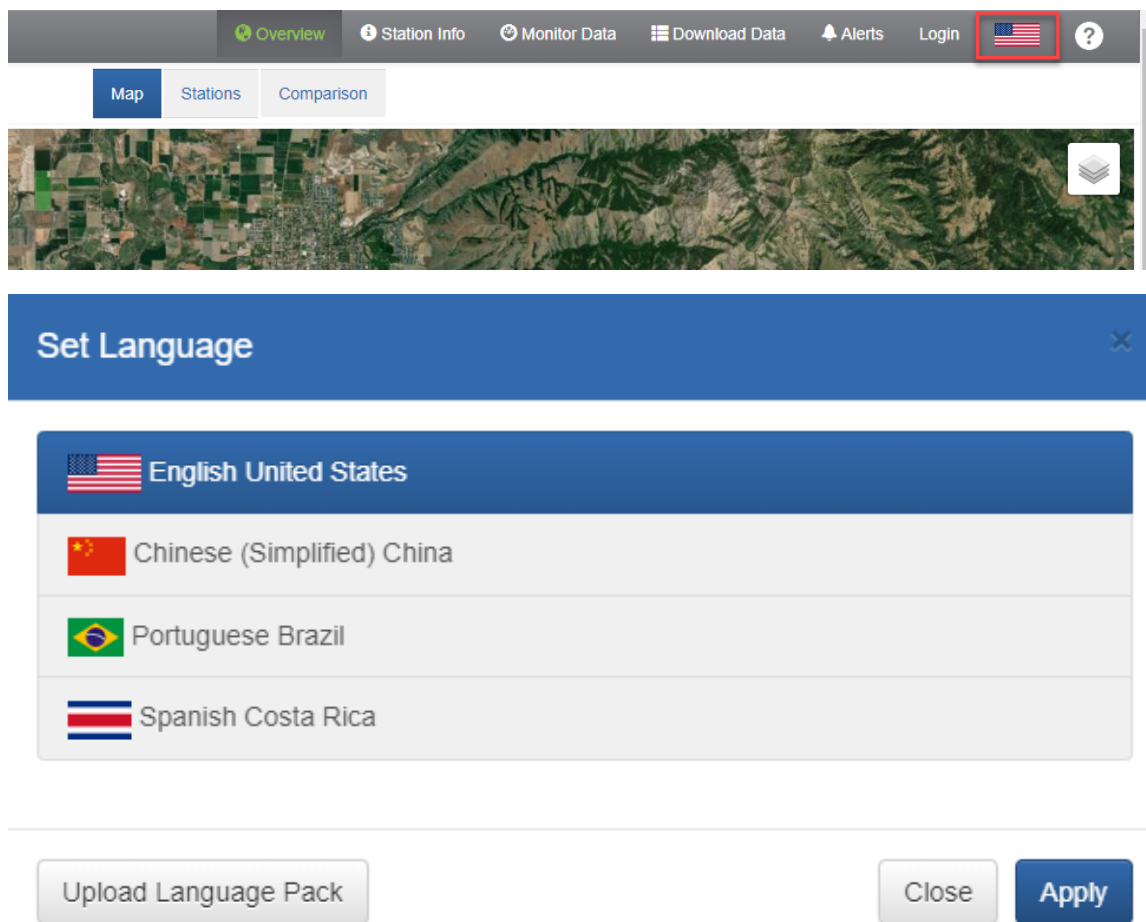 Overview Station Info Monitor Data Download Data Alerts Login ?
Map Stations Comparison
Set Language ×
English United States
Chinese (Simplified) China
Portuguese Brazil
Spanish Costa Rica
Upload Language Pack Close Apply